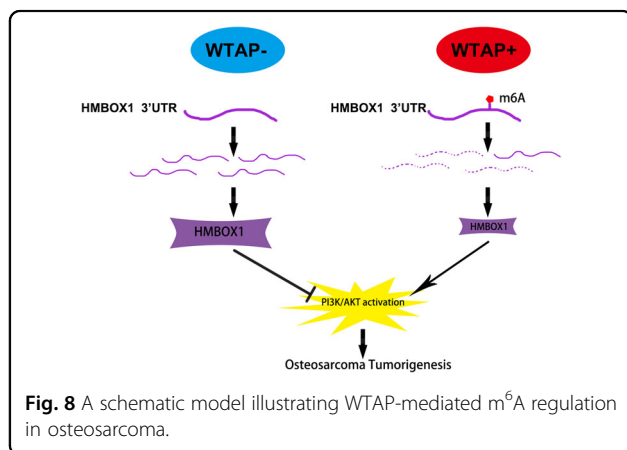 WTAP-
WTAP+
HMBOX1 3'UTR
HMBOX1 3'UTR
m6A
HMBOX1
HMBOX1
PI3K/AKT activation
Osteosarcoma Tumorigenesis
Fig. 8 A schematic model illustrating WTAP-mediated m⁶A regulation
in osteosarcoma.